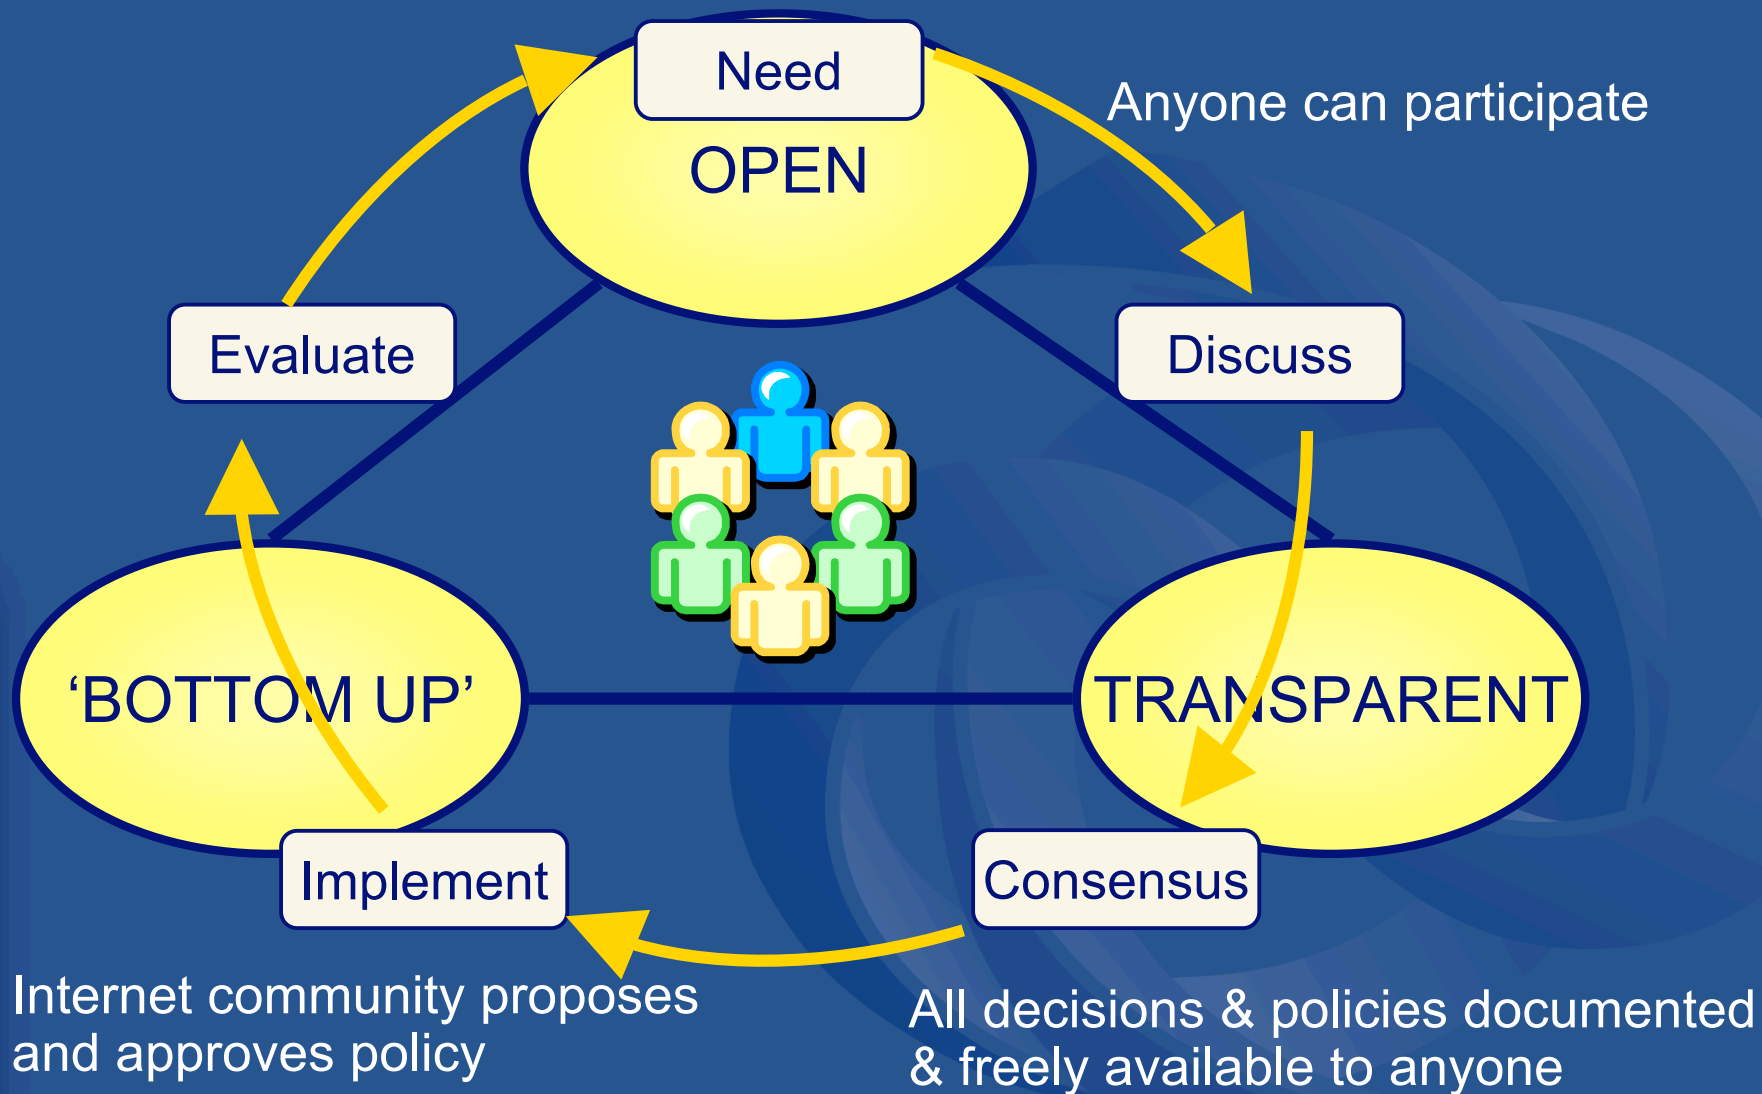 Need
Anyone can participate
OPEN
Evaluate
Discuss
‘BOTTOM UP’
TRANSPARENT
Implement
Consensus
Internet community proposes
and approves policy
All decisions & policies documented
& freely available to anyone